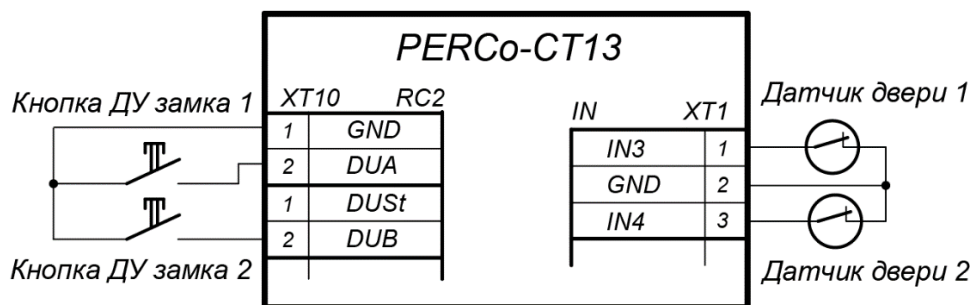 PERCo-CT13
Кнопка ДУ замка 1
XT10 RC2
1 GND
2 DUA
1 DUSt
2 DUB
Кнопка ДУ замка 2
IN XT1
IN3 1
GND 2
IN4 3
Датчик двери 1
Датчик двери 2